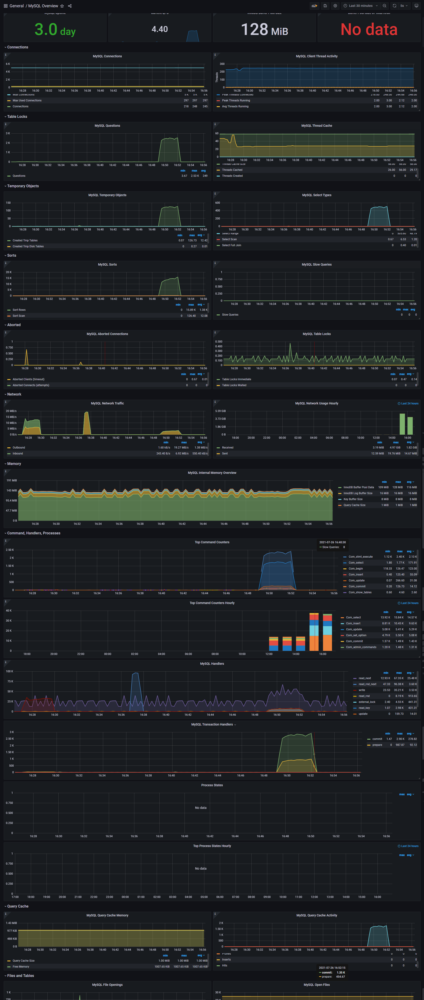 General / MySQL Overview
Last 30 minutes
5s
MySQL Uptime
Current QPS
InnoDB Buffer Pool Size
Buffer Pool Size of Total RAM
3.0 day
4.40
128 MiB
No data
Connections
MySQL Connections
6 K
4 K
2 K
0
16:28 16:30 16:32 16:34 16:36 16:38 16:40 16:42 16:44 16:46 16:48 16:50 16:52 16:54 16:56
Max Connections 5 K 5 K 5 K
Max Used Connections 297 297 297
Connections 218 248 245
MySQL Client Thread Activity
Threads
300
200
100
0
16:28 16:30 16:32 16:34 16:36 16:38 16:40 16:42 16:44 16:46 16:48 16:50 16:52 16:54 16:56
Peak Threads Connected 218.00 248.00 244.68 246.00
Peak Threads Running 2.00 3.00 2.12 2.00
Avg Threads Running 2.00 3.00 2.12 2.00
Table Locks
MySQL Questions
3 K
2 K
1 K
0
16:28 16:30 16:32 16:34 16:36 16:38 16:40 16:42 16:44 16:46 16:48 16:50 16:52 16:54 16:56
min max avg
Questions 3.67 2.53 K 249
MySQL Thread Cache
60
40
20
0
16:28 16:30 16:32 16:34 16:36 16:38 16:40 16:42 16:44 16:46 16:48 16:50 16:52 16:54 16:56
Thread Cache Size 58.00 58.00 58.00
Threads Cached 26.00 56.00 29.17
Threads Created 0 0 0
Temporary Objects
MySQL Temporary Objects
150
100
50
0
16:28 16:30 16:32 16:34 16:36 16:38 16:40 16:42 16:44 16:46 16:48 16:50 16:52 16:54 16:56
min max avg
Created Tmp Tables 0.07 126.73 12.42
Created Tmp Disk Tables 0 0.27 0.01
MySQL Select Types
600
400
200
0
16:28 16:30 16:32 16:34 16:36 16:38 16:40 16:42 16:44 16:46 16:48 16:50 16:52 16:54 16:56
Select Range 0 505.60 48.19
Select Scan 0.67 6.53 1.20
Select Full Join 0 0.40 0.01
Sorts
MySQL Sorts
20 K
15 K
10 K
5 K
0
16:28 16:30 16:32 16:34 16:36 16:38 16:40 16:42 16:44 16:46 16:48 16:50 16:52 16:54 16:56
min max avg
Sort Rows 0 15.89 K 1.38 K
Sort Scan 0 126.40 12.08
MySQL Slow Queries
1
0.750
0.500
0.250
0
16:28 16:30 16:32 16:34 16:36 16:38 16:40 16:42 16:44 16:46 16:48 16:50 16:52 16:54 16:56
min max avg
Slow Queries 0 0 0
Aborted
MySQL Aborted Connections
1
0.750
0.500
0.250
0
16:28 16:30 16:32 16:34 16:36 16:38 16:40 16:42 16:44 16:46 16:48 16:50 16:52 16:54 16:56
min max avg
Aborted Clients (timeout) 0 0.67 0.01
Aborted Connects (attempts) 0 0 0
MySQL Table Locks
0.500
0.400
0.300
0.200
0.100
0
16:28 16:30 16:32 16:34 16:36 16:38 16:40 16:42 16:44 16:46 16:48 16:50 16:52 16:54 16:56
min max avg
Table Locks Immediate 0.07 0.47 0.14
Table Locks Waited 0 0 0
Network
MySQL Network Traffic
20 MB/s
15 MB/s
10 MB/s
5 MB/s
0 B/s
16:28 16:30 16:32 16:34 16:36 16:38 16:40 16:42 16:44 16:46 16:48 16:50 16:52 16:54 16:56
min max avg
Outbound 1.60 kB/s 19.27 MB/s 1.38 MB/s
Inbound 243.40 B/s 6.92 MB/s 550.40 kB/s
MySQL Network Usage Hourly
Last 24 hours
5.59 GiB
3.73 GiB
1.86 GiB
0 B
18:00 20:00 22:00 00:00 02:00 04:00 06:00 08:00 10:00 12:00 14:00 16:00
min max avg
Received 3.19 MiB 4.97 GiB 1.82 GiB
Sent 12.59 MiB 19.76 MiB 14.67 MiB
Memory
MySQL Internal Memory Overview
191 MiB
143 MiB
95.4 MiB
47.7 MiB
0 B
16:28 16:30 16:32 16:34 16:36 16:38 16:40 16:42 16:44 16:46 16:48 16:50 16:52 16:54 16:56
min max avg
InnoDB Buffer Pool Data 109 MiB 128 MiB 116 MiB
InnoDB Log Buffer Size 16 MiB 16 MiB 16 MiB
Key Buffer Size 8 MiB 8 MiB 8 MiB
Query Cache Size 1 MiB 1 MiB 1 MiB
Command, Handlers, Processes
Top Command Counters
2021-07-26 16:40:30
Slow Queries: 0
2.50 K
2 K
1.50 K
1 K
500
0
16:28 16:30 16:32 16:34 16:36 16:38 16:40 16:42 16:44 16:46 16:48 16:50 16:52 16:54 16:56
min max avg
Com_stmt_execute 1.12 K 2.40 K 2.13 K
Com_select 1.80 1.77 K 171.91
Com_begin 118.33 126.47 123.00
Com_insert 0.40 125.40 55.09
Com_update 0.07 266.60 31.08
Com_commit 0.20 126.73 14.12
Com_show_tables 0.60 4.60 2.60
Top Command Counters Hourly
Last 24 hours
40 K
30 K
20 K
10 K
0
18:00 20:00 22:00 00:00 02:00 04:00 06:00 08:00 10:00 12:00 14:00 16:00
min max avg
Com_select 13.92 K 15.84 K 14.57 K
Com_insert 8.81 K 10.45 K 9.63 K
Com_update 5.08 K 5.41 K 5.29 K
Com_set_option 4.79 K 5.50 K 5.08 K
Com_commit 1.37 K 1.49 K 1.43 K
Com_admin_commands 1.20 K 1.48 K 1.31 K
MySQL Handlers
100 K
75 K
50 K
25 K
0
16:28 16:30 16:32 16:34 16:36 16:38 16:40 16:42 16:44 16:46 16:48 16:50 16:52 16:54 16:56
min max avg
read_next 12.93 K 67.35 K 25.48 K
read_rnd_next 47.33 96.38 K 3.60 K
write 23.53 35.21 K 3.53 K
read_rnd 0 8.19 K 913.65
external_lock 2.40 4.55 K 441.31
read_key 1.07 2.98 K 431.31
update 0 159.73 14.01
MySQL Transaction Handlers
3 K
2.50 K
2 K
1.50 K
1 K
500
0
16:28 16:30 16:32 16:34 16:36 16:38 16:40 16:42 16:44 16:46 16:48 16:50 16:52 16:54 16:56
min max avg
commit 1.47 2.90 K 278.82
prepare 0 987.87 92.12
Process States
1
0.750
0.500
0.250
0
No data
16:28 16:30 16:32 16:34 16:36 16:38 16:40 16:42 16:44 16:46 16:48 16:50 16:52 16:54 16:56
max avg
Top Process States Hourly
Last 24 hours
1
0.750
0.500
0.250
0
No data
17:00 18:00 19:00 20:00 21:00 22:00 23:00 00:00 01:00 02:00 03:00 04:00 05:00 06:00 07:00 08:00 09:00 10:00 11:00 12:00 13:00 14:00 15:00 16:00
max avg
Query Cache
MySQL Query Cache Memory
1.43 MiB
977 KiB
488 KiB
0 B
16:28 16:30 16:32 16:34 16:36 16:38 16:40 16:42 16:44 16:46 16:48 16:50 16:52 16:54 16:56
min max avg
Query Cache Size 1.00 MiB 1.00 MiB 1.00 MiB
Free Memory 1007.65 KiB 1007.65 KiB 1007.65 KiB
MySQL Query Cache Activity
2 K
1.50 K
1 K
500
0
16:28 16:30 16:32 16:34 16:36 16:38 16:40 16:42 16:44 16:46 16:48 16:50 16:52 16:54 16:56
Prunes 0 0 0
Inserts 0 0 0
Hits 0 0 0
2021-07-26 16:52:15
commit: 1.35 K
prepare: 454.67
Files and Tables
MySQL File Openings
1 K
750
MySQL Open Files
30 K